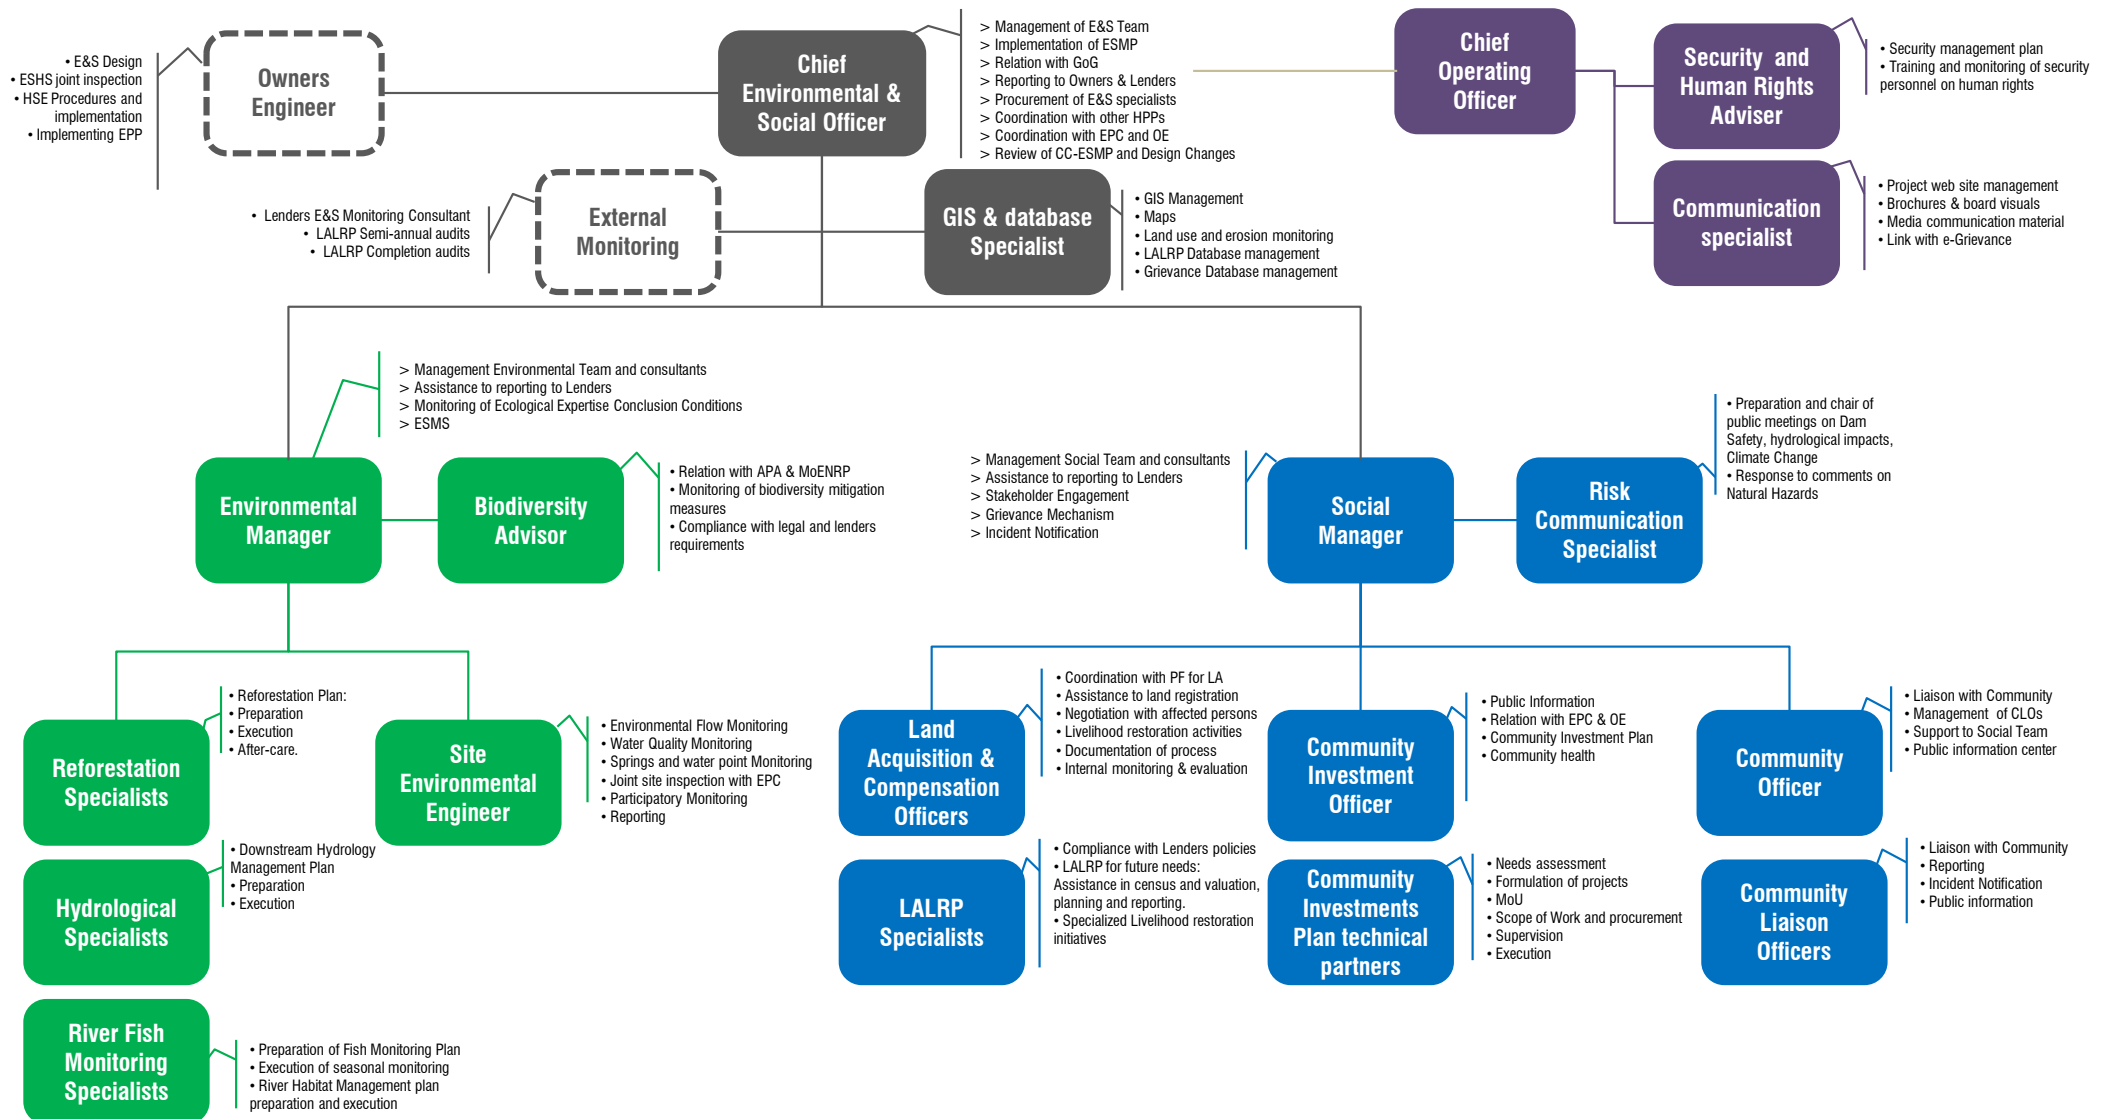 • E&S Design
• ESHS joint inspection
• HSE Procedures and
implementation
• Implementing EPP
Owners
Engineer
Chief
Environmental &
Social Officer
> Management of E&S Team
> Implementation of ESMP
> Relation with GoG
> Reporting to Owners & Lenders
> Procurement of E&S specialists
> Coordination with other HPPs
> Coordination with EPC and OE
> Review of CC-ESMP and Design Changes
Chief
Operating
Officer
Security and
Human Rights
Adviser
• Security management plan
• Training and monitoring of security
personnel on human rights
Communication
specialist
• Project web site management
• Brochures & board visuals
• Media communication material
• Link with e-Grievance
• Lenders E&S Monitoring Consultant
• LALRP Semi-annual audits
• LALRP Completion audits
External
Monitoring
GIS & database
Specialist
• GIS Management
• Maps
• Land use and erosion monitoring
• LALRP Database management
• Grievance Database management
> Management Environmental Team and consultants
> Assistance to reporting to Lenders
> Monitoring of Ecological Expertise Conclusion Conditions
> ESMS
Environmental
Manager
Biodiversity
Advisor
• Relation with APA & MoENRP
• Monitoring of biodiversity mitigation
measures
• Compliance with legal and lenders
requirements
> Management Social Team and consultants
> Assistance to reporting to Lenders
> Stakeholder Engagement
> Grievance Mechanism
> Incident Notification
Social
Manager
Risk
Communication
Specialist
• Preparation and chair of
public meetings on Dam
Safety, hydrological impacts,
Climate Change
• Response to comments on
Natural Hazards
Reforestation
Specialists
• Reforestation Plan:
• Preparation
• Execution
• After-care.
Site
Environmental
Engineer
• Environmental Flow Monitoring
• Water Quality Monitoring
• Springs and water point Monitoring
• Joint site inspection with EPC
• Participatory Monitoring
• Reporting
Land
Acquisition &
Compensation
Officers
• Coordination with PF for LA
• Assistance to land registration
• Negotiation with affected persons
• Livelihood restoration activities
• Documentation of process
• Internal monitoring & evaluation
Community
Investment
Officer
• Public Information
• Relation with EPC & OE
• Community Investment Plan
• Community health
Community
Officer
• Liaison with Community
• Management of CLOs
• Support to Social Team
• Public information center
Hydrological
Specialists
• Downstream Hydrology
Management Plan
• Preparation
• Execution
LALRP
Specialists
• Compliance with Lenders policies
• LALRP for future needs:
Assistance in census and valuation,
planning and reporting.
• Specialized Livelihood restoration
initiatives
Community
Investments
Plan technical
partners
• Needs assessment
• Formulation of projects
• MoU
• Scope of Work and procurement
• Supervision
• Execution
Community
Liaison
Officers
• Liaison with Community
• Reporting
• Incident Notification
• Public information
River Fish
Monitoring
Specialists
• Preparation of Fish Monitoring Plan
• Execution of seasonal monitoring
• River Habitat Management plan
preparation and execution